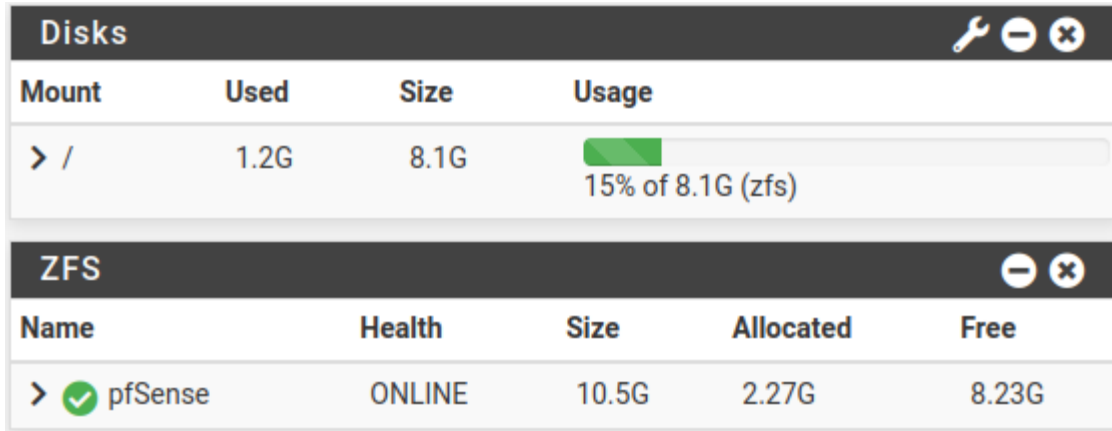 Disks
Mount Used Size Usage
/ 1.2G 8.1G
15% of 8.1G (zfs)
ZFS
Name Health Size Allocated Free
pfSense ONLINE 10.5G 2.27G 8.23G